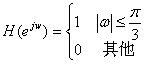 H(e^{jw}) = { 1  |ω| ≤ π/3
0  其他